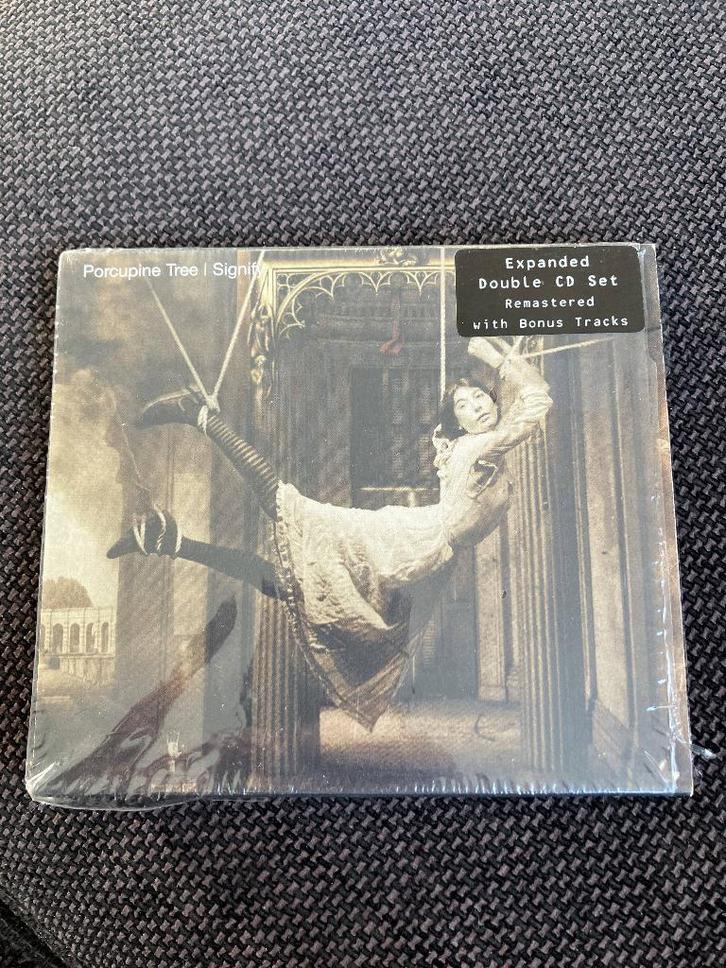 Porcupine Tree | Signify
Expanded
Double CD Set
Remastered
with Bonus Tracks